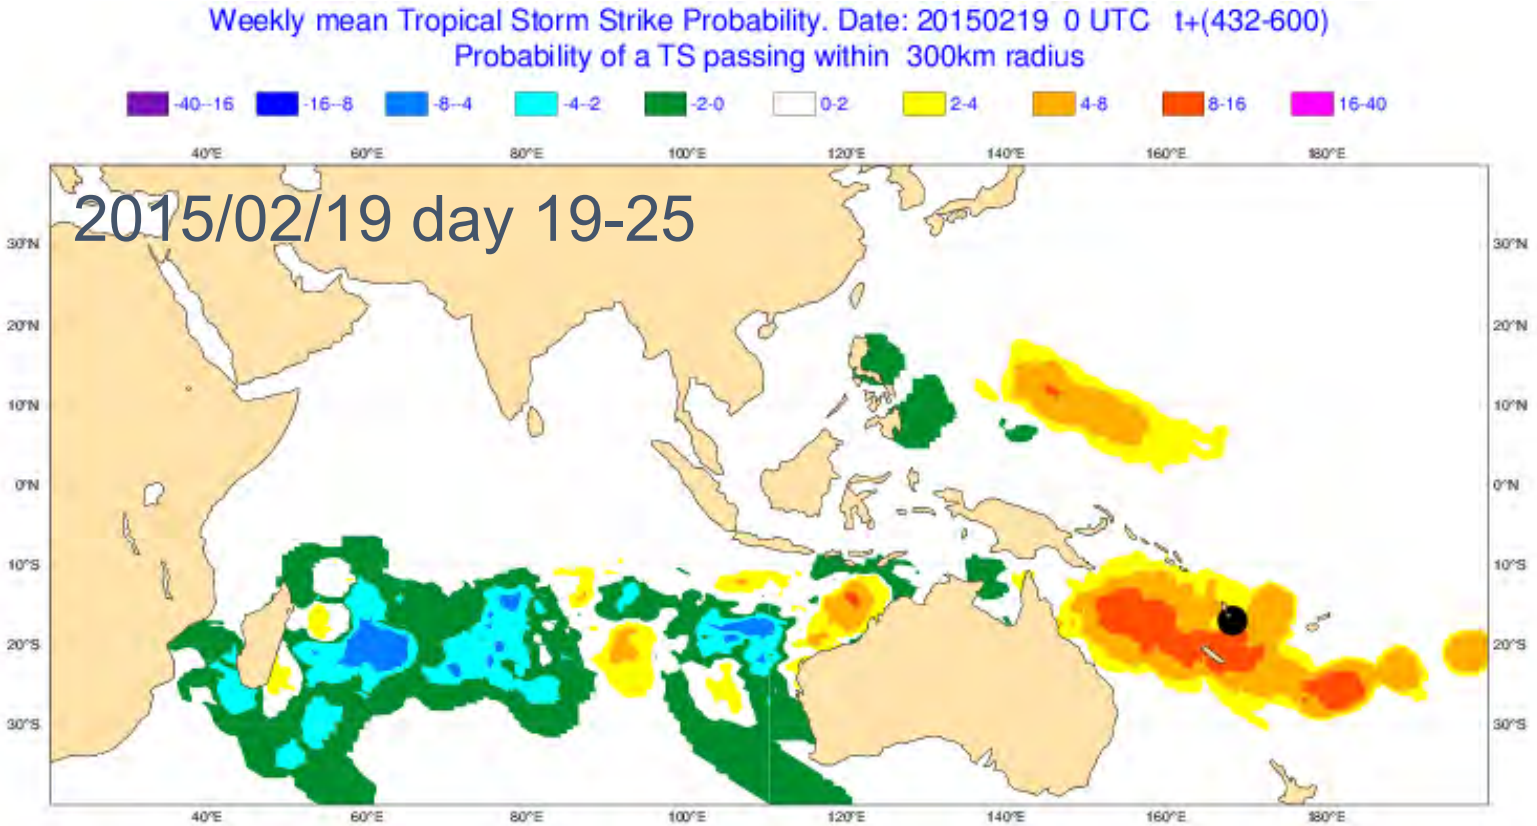 Weekly mean Tropical Storm Strike Probability. Date: 20150219 0 UTC t+(432-600)
Probability of a TS passing within 300km radius
-40--16 -16--8 -8--4 -4--2 -2-0 0-2 2-4 4-8 8-16 16-40
40°E 60°E 80°E 100°E 120°E 140°E 160°E 180°E
2015/02/19 day 19-25
30°N 30°N
20°N 20°N
10°N 10°N
0°N 0°N
10°S 10°S
20°S 20°S
30°S 30°S
40°E 60°E 80°E 100°E 120°E 140°E 160°E 180°E